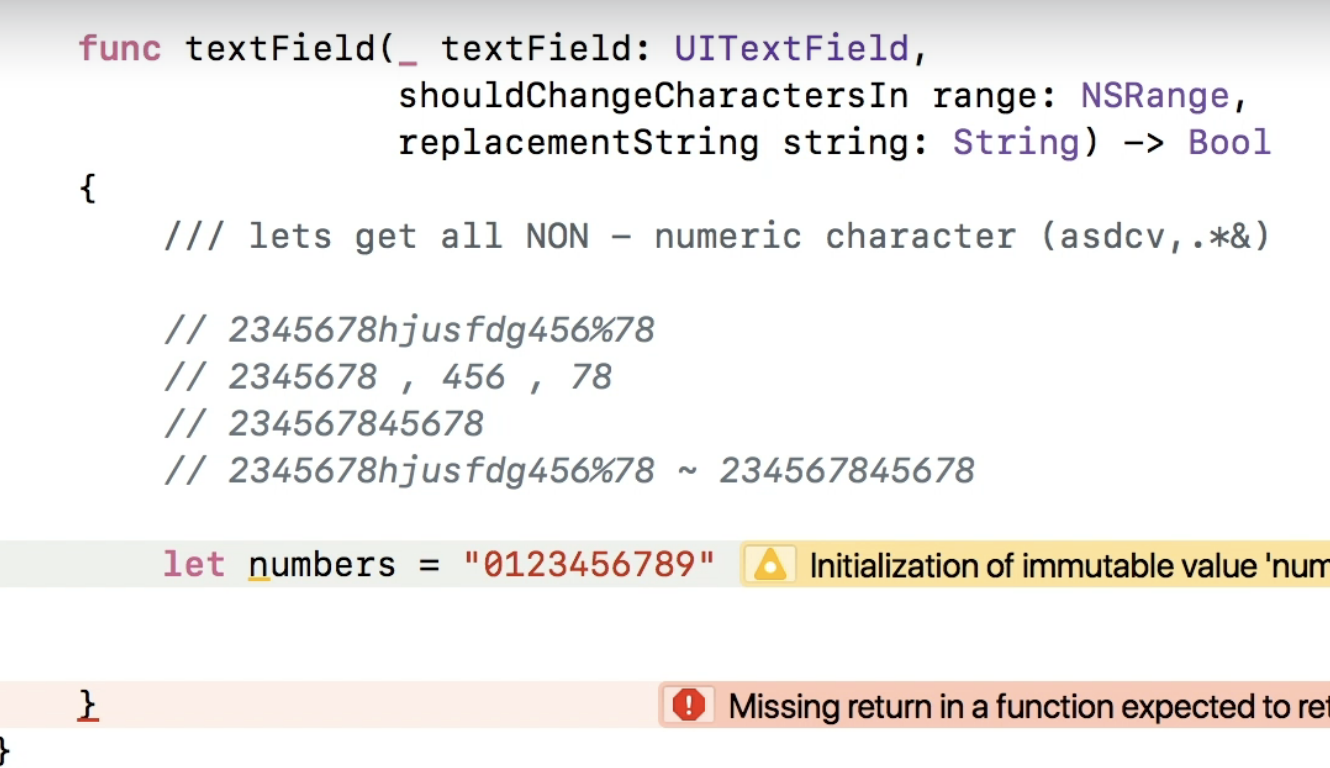 func textField(_ textField: UITextField,
shouldChangeCharactersIn range: NSRange,
replacementString string: String) -> Bool
{
/// lets get all NON - numeric character (asdcv,.*&)
// 2345678hjusfdg456%78
// 2345678 , 456 , 78
// 234567845678
// 2345678hjusfdg456%78 ~ 234567845678
let numbers = "0123456789" Initialization of immutable value 'num
} Missing return in a function expected to ret
}